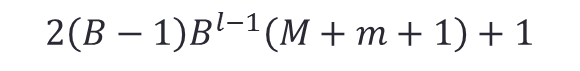 2(B − 1)B^{l−1}(M + m + 1) + 1